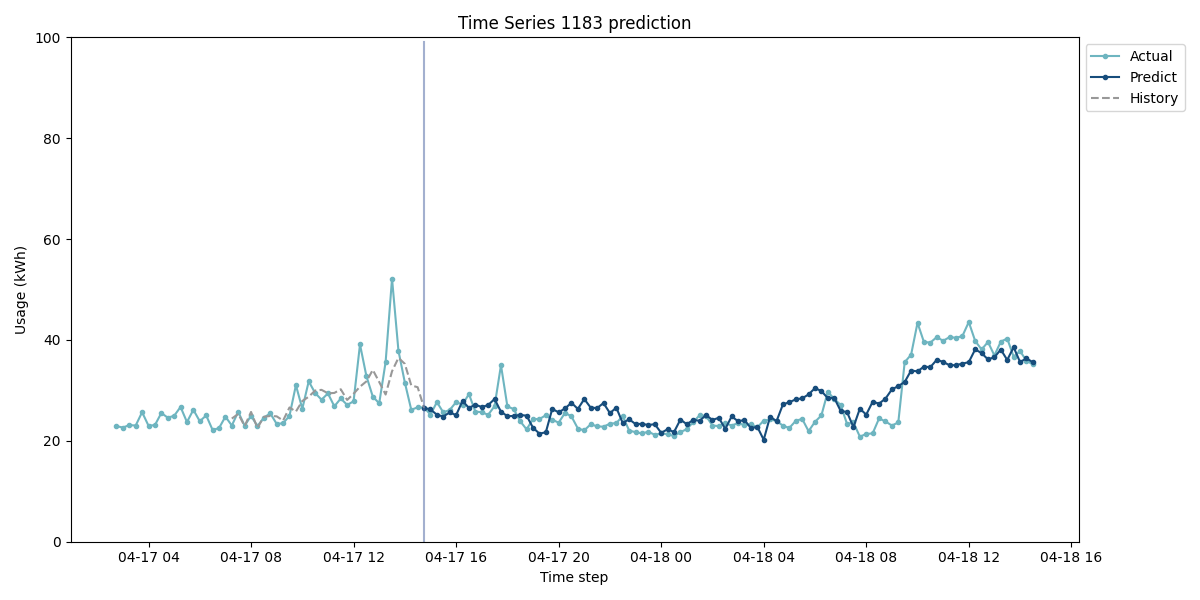 Time Series 1183 prediction
100
80
60
40
20
0
Usage (kWh)
04-17 04
04-17 08
04-17 12
04-17 16
04-17 20
04-18 00
04-18 04
04-18 08
04-18 12
04-18 16
Time step
Actual
Predict
History